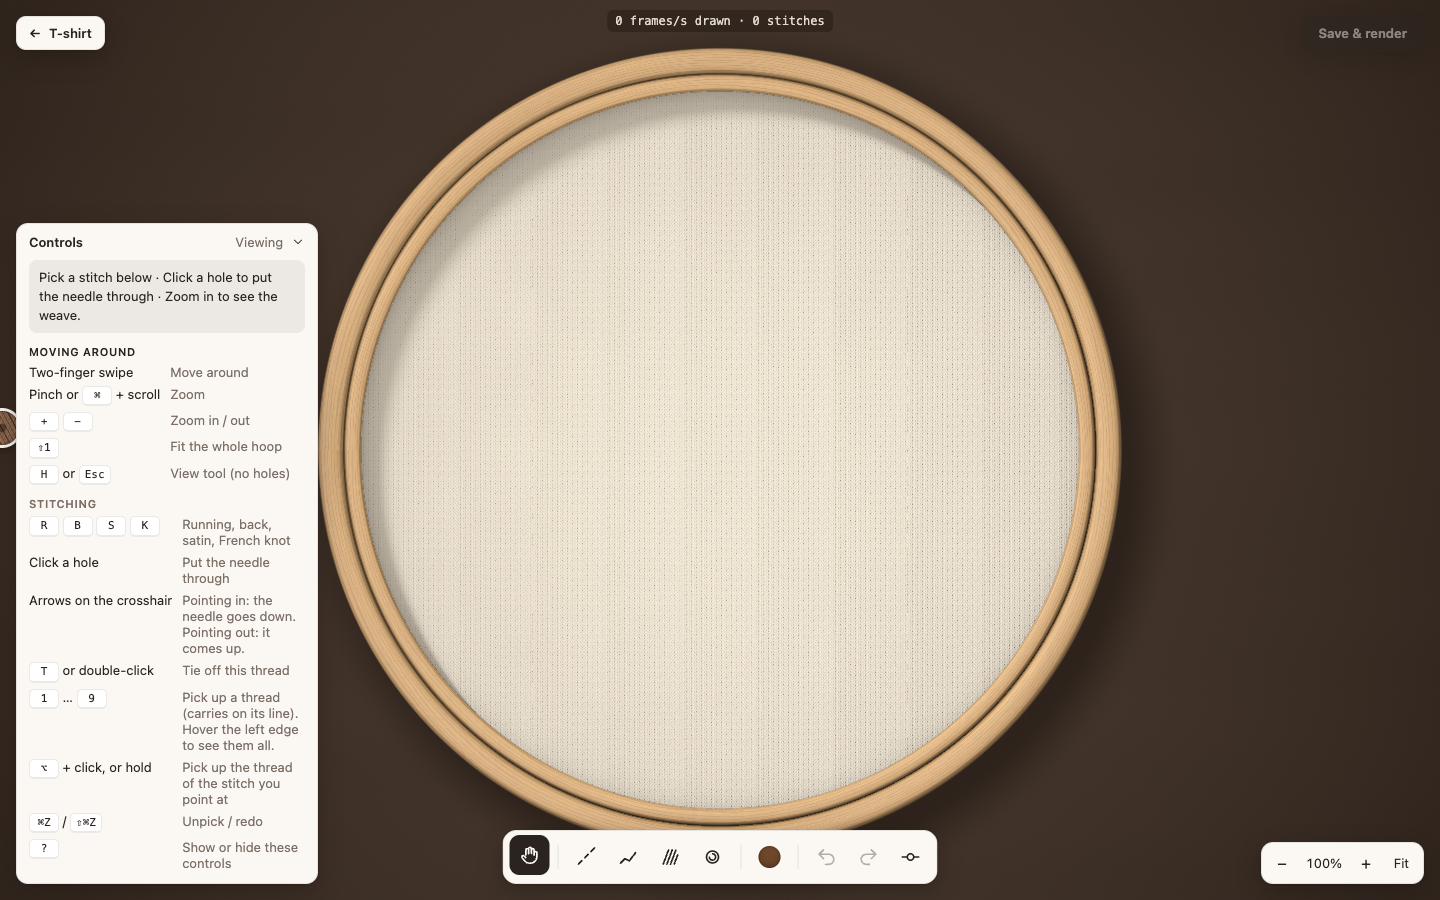 0 frames/s drawn · 0 stitches
← T-shirt
Save & render
Controls
Viewing
Pick a stitch below · Click a hole to put
the needle through · Zoom in to see the
weave.
MOVING AROUND
Two-finger swipe Move around
Pinch or ⌘ + scroll Zoom
+ − Zoom in / out
⇧1 Fit the whole hoop
H or Esc View tool (no holes)
STITCHING
R B S K Running, back,
satin, French knot
Click a hole Put the needle
through
Arrows on the crosshair Pointing in: the
needle goes down.
Pointing out: it
comes up.
T or double-click Tie off this thread
1 ... 9 Pick up a thread
(carries on its line).
Hover the left edge
to see them all.
⌥ + click, or hold Pick up the thread
of the stitch you
point at
⌘Z / ⇧⌘Z Unpick / redo
? Show or hide these
controls
− 100% + Fit